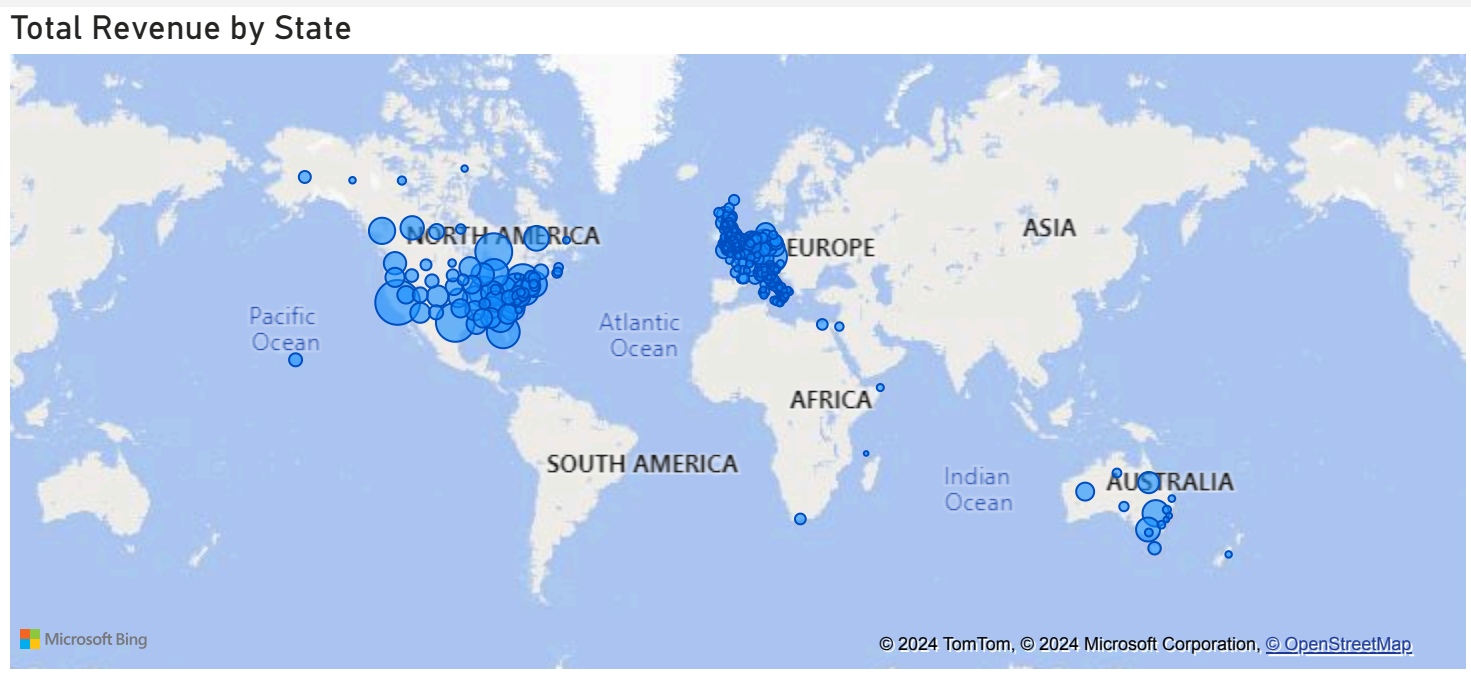 Total Revenue by State
NORTH AMERICA
ASIA
EUROPE
Pacific
Ocean
Atlantic
Ocean
AFRICA
SOUTH AMERICA
Indian
Ocean
AUSTRALIA
Microsoft Bing
© 2024 TomTom, © 2024 Microsoft Corporation, © OpenStreetMap